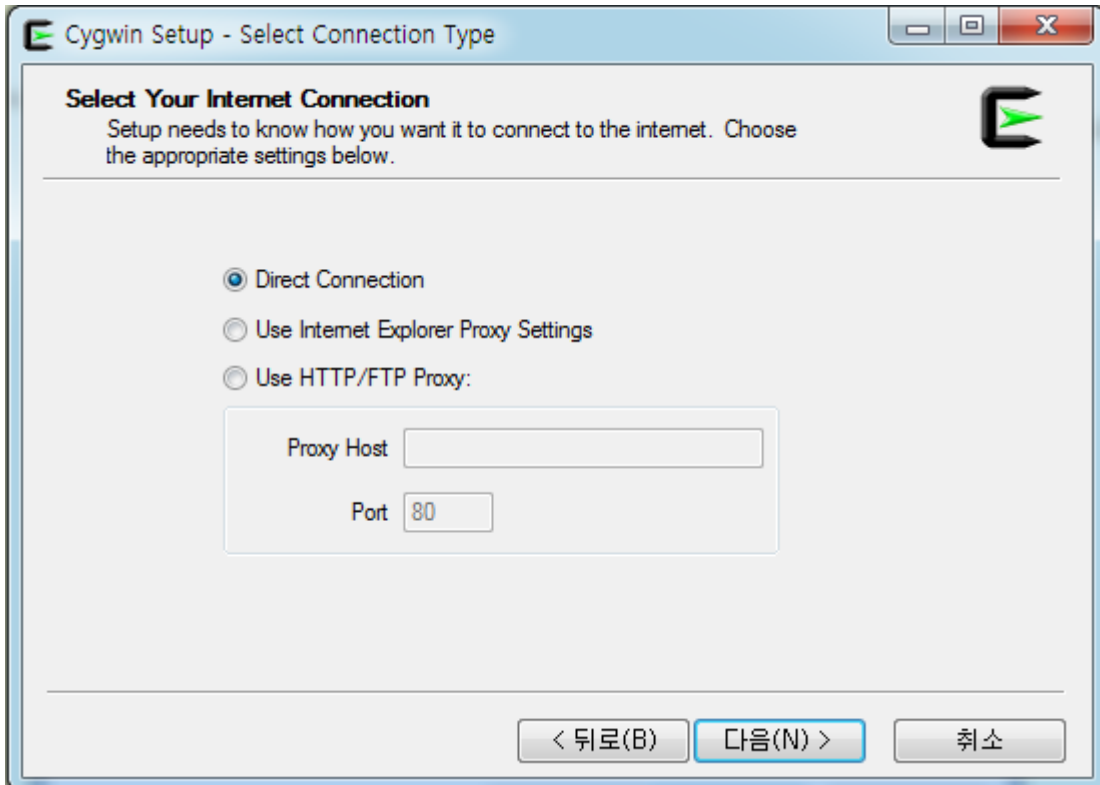 Cygwin Setup - Select Connection Type
Select Your Internet Connection
Setup needs to know how you want it to connect to the internet. Choose
the appropriate settings below.
Direct Connection
Use Internet Explorer Proxy Settings
Use HTTP/FTP Proxy:
Proxy Host
Port 80
< 뒤로(B) 다음(N) > 취소